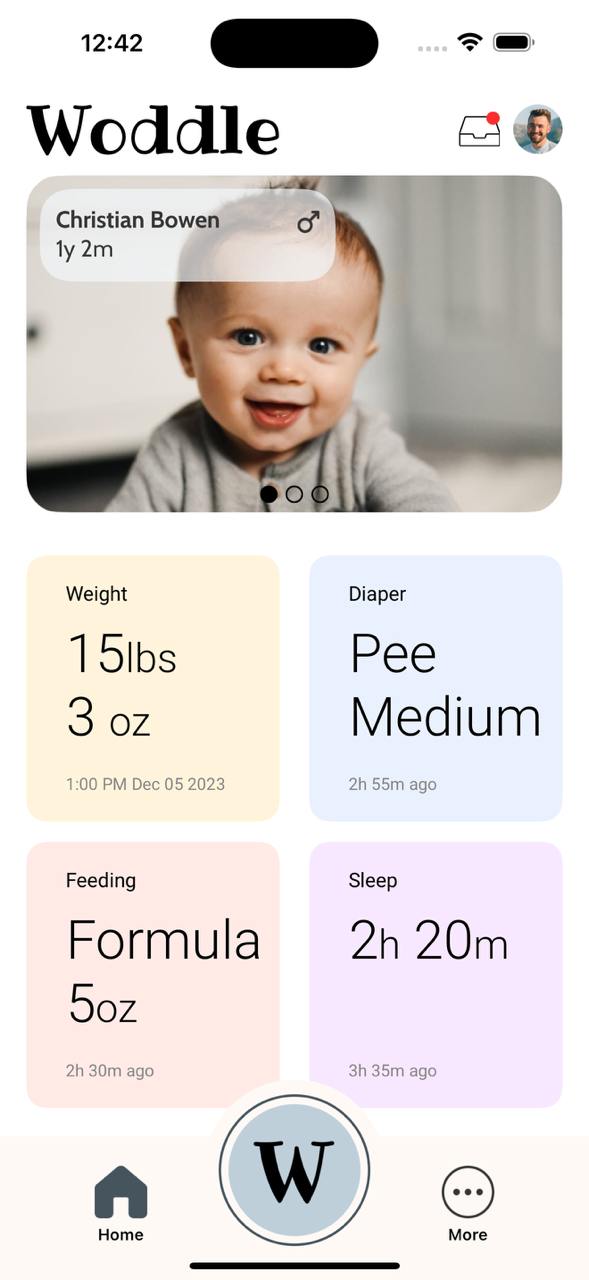 12:42
Woddle
Christian Bowen
1y 2m
Weight
15lbs
3 oz
1:00 PM Dec 05 2023
Diaper
Pee
Medium
2h 55m ago
Feeding
Formula
5oz
2h 30m ago
Sleep
2h 20m
3h 35m ago
W
Home
More